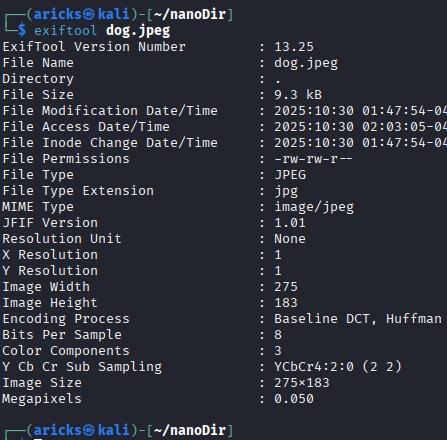 ┌──(aricks㉿kali)-[~/nanoDir]
└─$ exiftool dog.jpeg
ExifTool Version Number : 13.25
File Name : dog.jpeg
Directory : .
File Size : 9.3 kB
File Modification Date/Time : 2025:10:30 01:47:54-04
File Access Date/Time : 2025:10:30 02:03:05-04
File Inode Change Date/Time : 2025:10:30 01:47:54-04
File Permissions : -rw-rw-r--
File Type : JPEG
File Type Extension : jpg
MIME Type : image/jpeg
JFIF Version : 1.01
Resolution Unit : None
X Resolution : 1
Y Resolution : 1
Image Width : 275
Image Height : 183
Encoding Process : Baseline DCT, Huffman
Bits Per Sample : 8
Color Components : 3
Y Cb Cr Sub Sampling : YCbCr4:2:0 (2 2)
Image Size : 275×183
Megapixels : 0.050
┌──(aricks㉿kali)-[~/nanoDir]